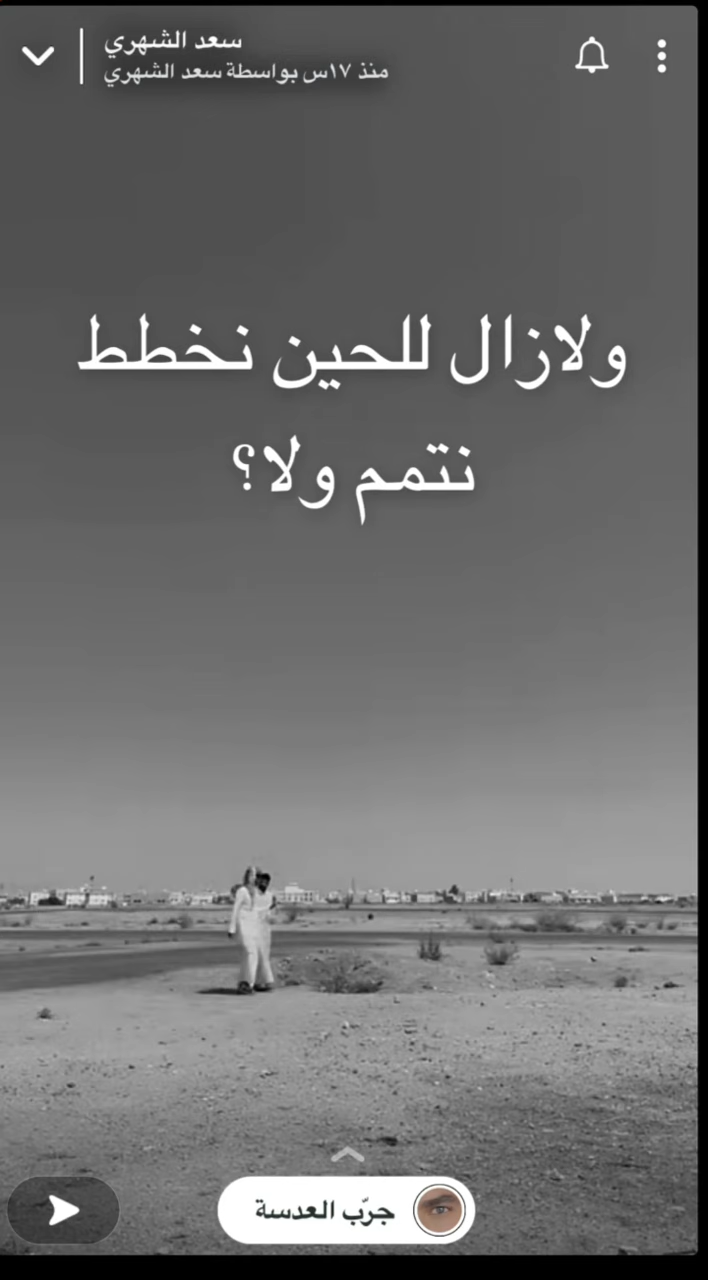 سعد الشهري
منذ ١٧س بواسطة سعد الشهري
ولازال للحين نخطط
نتمم ولا؟
جرّب العدسة